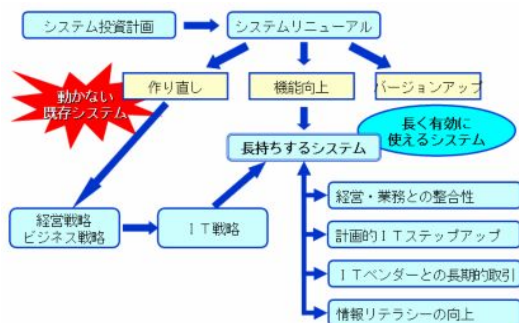 システム投資計画
システムリニューアル
動かない
既存システム
作り直し
機能向上
バージョンアップ
長く有効に
使えるシステム
長持ちするシステム
経営戦略
ビジネス戦略
ＩＴ戦略
経営・業務との整合性
計画的ＩＴステップアップ
ＩＴベンダーとの長期的取引
情報リテラシーの向上